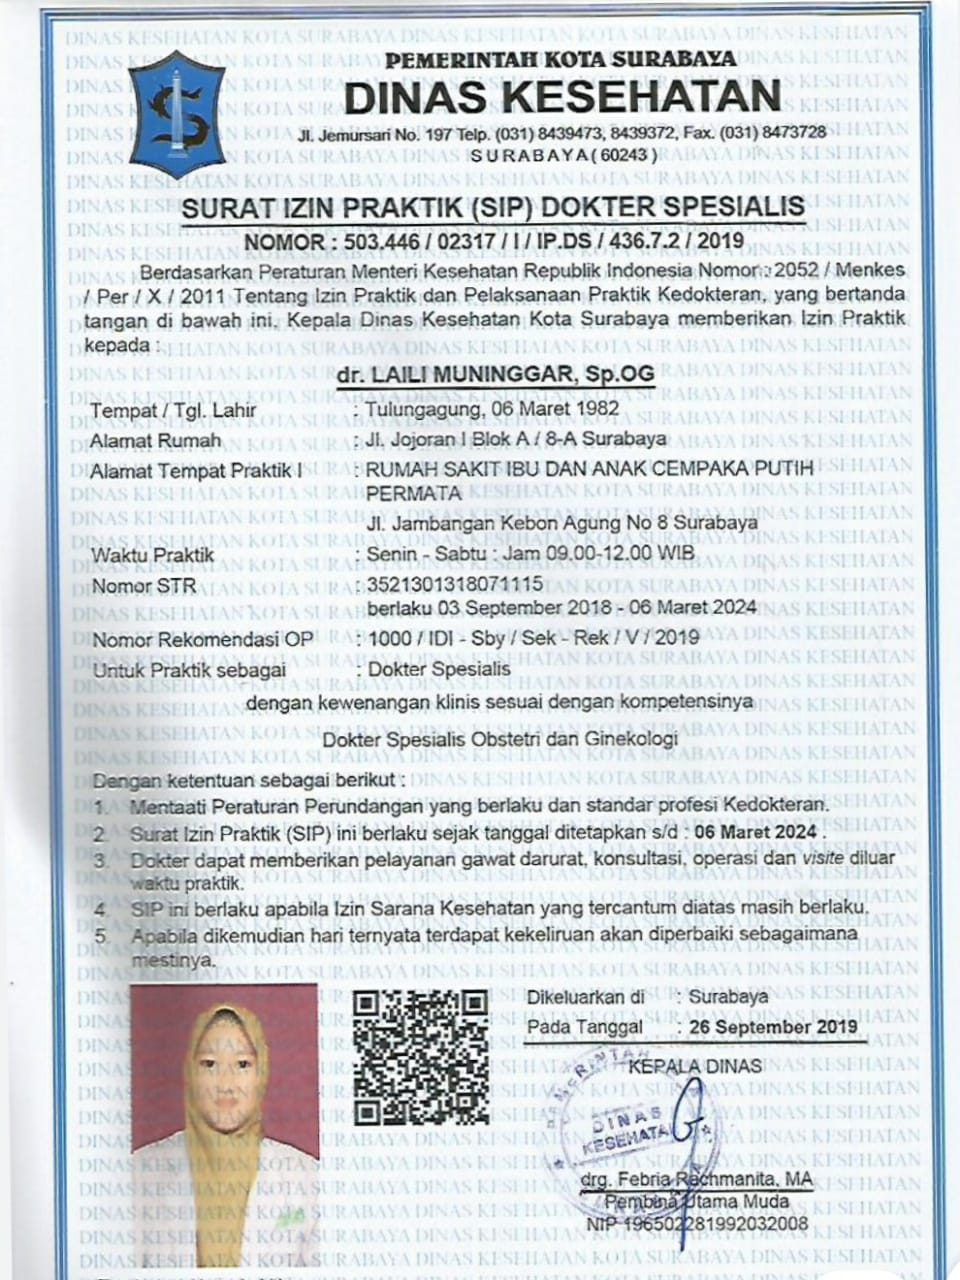 PEMERINTAH KOTA SURABAYA
DINAS KESEHATAN
Jl. Jemursari No. 197 Telp. (031) 8439473, 8439372, Fax. (031) 8473728
SURABAYA ( 60243 )
SURAT IZIN PRAKTIK (SIP) DOKTER SPESIALIS
NOMOR : 503.446 / 02317 / I / IP.DS / 436.7.2 / 2019
Berdasarkan Peraturan Menteri Kesehatan Republik Indonesia Nomor : 2052 / Menkes
/ Per / X / 2011 Tentang Izin Praktik dan Pelaksanaan Praktik Kedokteran, yang bertanda
tangan di bawah ini, Kepala Dinas Kesehatan Kota Surabaya memberikan Izin Praktik
kepada :
dr. LAILI MUNINGGAR, Sp.OG
Tempat / Tgl. Lahir : Tulungagung, 06 Maret 1982
Alamat Rumah : Jl. Jojoran I Blok A / 8-A Surabaya
Alamat Tempat Praktik I : RUMAH SAKIT IBU DAN ANAK CEMPAKA PUTIH
PERMATA
Jl. Jambangan Kebon Agung No 8 Surabaya
Waktu Praktik : Senin - Sabtu : Jam 09.00-12.00 WIB
Nomor STR : 3521301318071115
berlaku 03 September 2018 - 06 Maret 2024
Nomor Rekomendasi OP : 1000 / IDI - Sby / Sek - Rek / V / 2019
Untuk Praktik sebagai : Dokter Spesialis
dengan kewenangan klinis sesuai dengan kompetensinya
Dokter Spesialis Obstetri dan Ginekologi
Dengan ketentuan sebagai berikut :
1. Mentaati Peraturan Perundangan yang berlaku dan standar profesi Kedokteran.
2. Surat Izin Praktik (SIP) ini berlaku sejak tanggal ditetapkan s/d : 06 Maret 2024 .
3. Dokter dapat memberikan pelayanan gawat darurat, konsultasi, operasi dan visite diluar
waktu praktik.
4. SIP ini berlaku apabila Izin Sarana Kesehatan yang tercantum diatas masih berlaku.
5. Apabila dikemudian hari ternyata terdapat kekeliruan akan diperbaiki sebagaimana
mestinya.
Dikeluarkan di : Surabaya
Pada Tanggal : 26 September 2019
KEPALA DINAS
DINAS
KESEHATAN
drg. Febria Rachmanita, MA
Pembina Utama Muda
NIP 196502281992032008